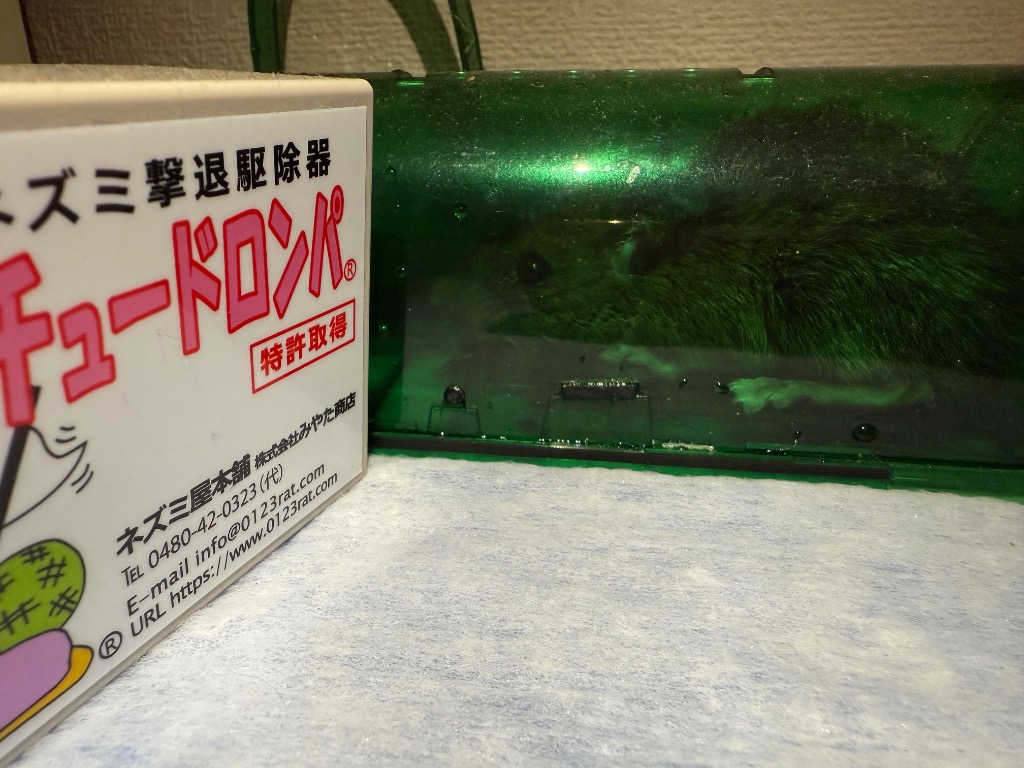 ネズミ撃退駆除器
チュードロンパ®
特許取得
ネズミ屋本舗 株式会社みやた商店
TEL 0480-42-0323(代)
E-mail info@0123rat.com
URL https://www.0123rat.com
®